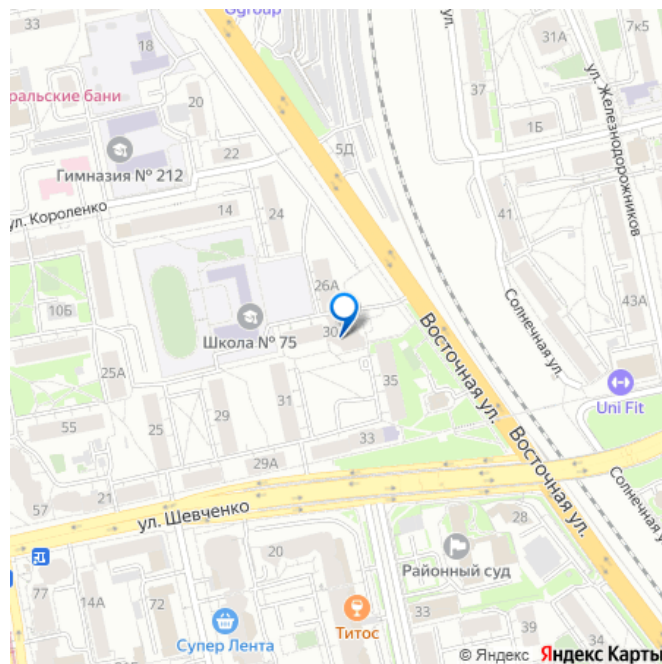 Ggroup
33
18
ральские бани
20
Гимназия № 212
22
ул. Короленко
14
24
5Д
ул.
37
31А
7к5
1Б
ул. Железнодорожников
41
43А
Солнечная ул.
26А
10Б
Школа № 75
30
Восточная ул.
25А
29
31
35
Uni Fit
55
25
33
29А
Восточная ул.
57
21
ул. Шевченко
Солнечная у
28
20
Районный суд
77
14А
72
Супер Лента
Титос
33
39
© Яндекс Яндекс Карты